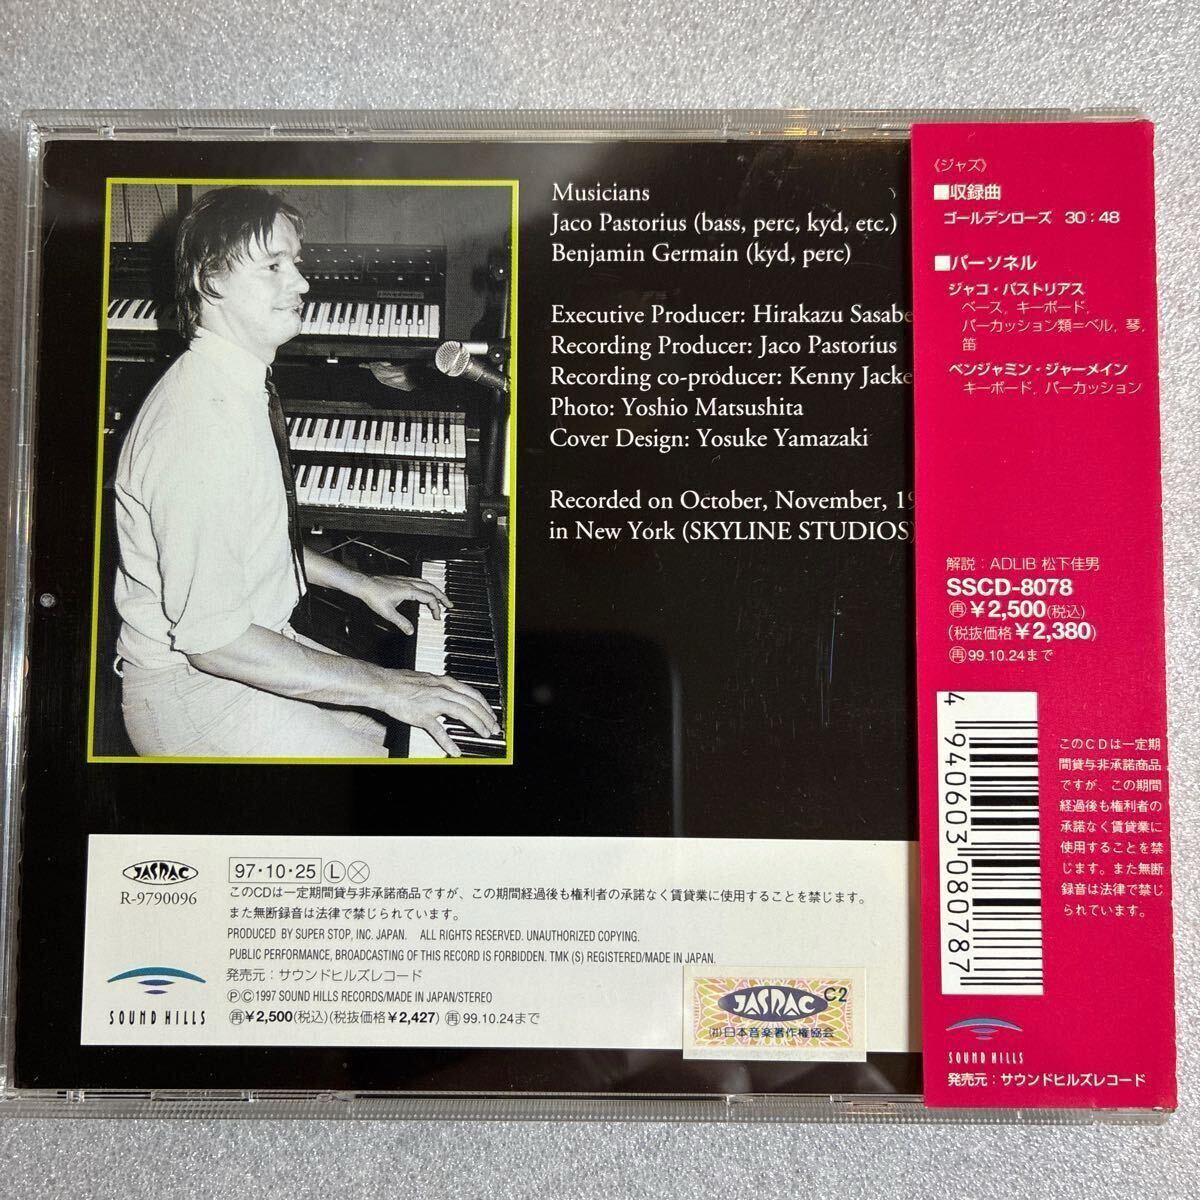 Musicians
Jaco Pastorius (bass, perc, kyd, etc.)
Benjamin Germain (kyd, perc)
Executive Producer: Hirakazu Sasabe
Recording Producer: Jaco Pastorius
Recording co-producer: Kenny Jacke
Photo: Yoshio Matsushita
Cover Design: Yosuke Yamazaki
Recorded on October, November, 19
in New York (SKYLINE STUDIOS)
JASRAC
R-9790096
SOUND HILLS
97・10・25 L
このCDは一定期間貸与非承諾商品ですが、この期間経過後も権利者の承諾なく賃貸業に使用することを禁じます。
また無断録音は法律で禁じられています。
PRODUCED BY SUPER STOP, INC. JAPAN. ALL RIGHTS RESERVED. UNAUTHORIZED COPYING.
PUBLIC PERFORMANCE, BROADCASTING OF THIS RECORD IS FORBIDDEN. TMK (S) REGISTERED/MADE IN JAPAN.
発売元：サウンドヒルズレコード
ⓅⒸ1997 SOUND HILLS RECORDS/MADE IN JAPAN/STEREO
再¥2,500(税込)(税抜価格¥2,427) 再99.10.24まで
JASRAC C2
(社)日本音楽著作権協会
《ジャズ》
■収録曲
ゴールデンローズ 30：48
■パーソネル
ジャコ・パストリアス
ベース, キーボード,
パーカッション類＝ベル, 琴,
笛
ベンジャミン・ジャーメイン
キーボード, パーカッション
解説：ADLIB 松下佳男
SSCD-8078
再¥2,500(税込)
(税抜価格¥2,380)
再99.10.24まで
4 940603 080787
このCDは一定期
間貸与非承諾商品
ですが、この期間
経過後も権利者の
承諾なく賃貸業に
使用することを禁
じます。また無断
録音は法律で禁じ
られています。
SOUND HILLS
発売元：サウンドヒルズレコード